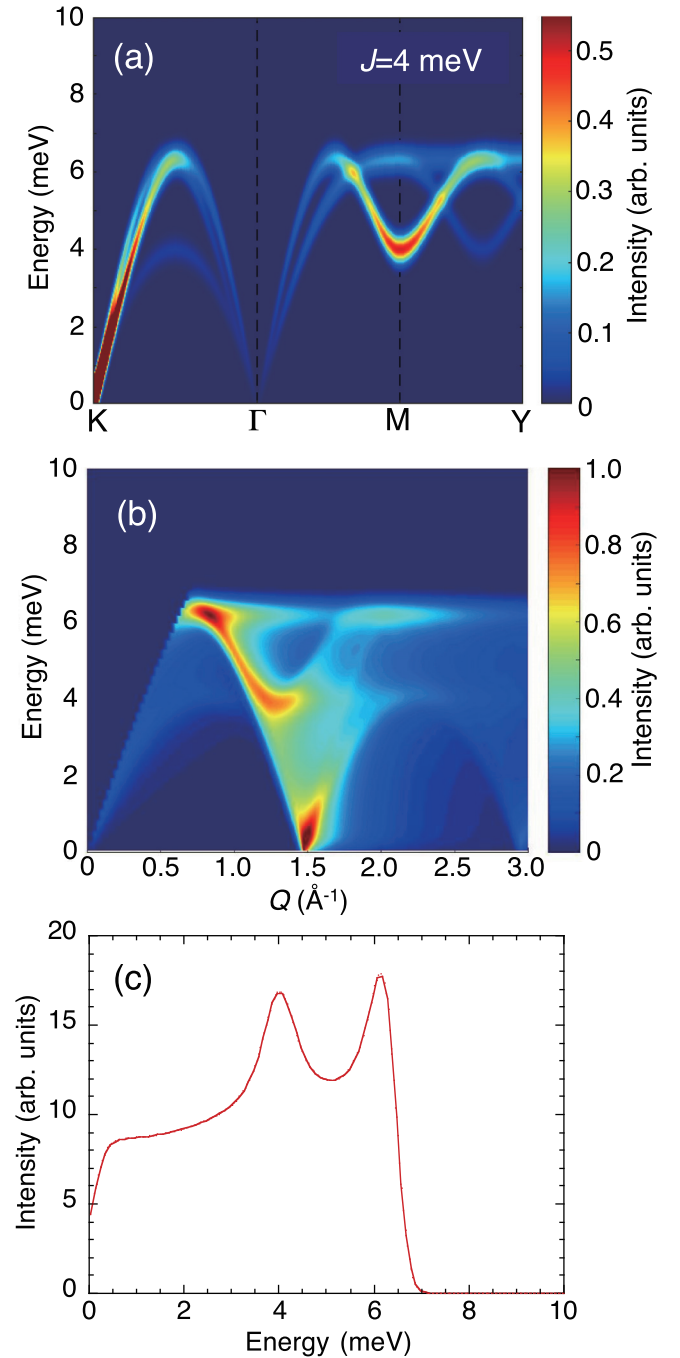 (a)
J=4 meV
Energy (meV)
10
8
6
4
2
0
K
Γ
M
Y
0.5
0.4
0.3
0.2
0.1
0
Intensity (arb. units)
(b)
Energy (meV)
10
8
6
4
2
0
0
0.5
1.0
1.5
2.0
2.5
3.0
Q (Å-1)
1.0
0.8
0.6
0.4
0.2
0
Intensity (arb. units)
(c)
Intensity (arb. units)
20
15
10
5
0
0
2
4
6
8
10
Energy (meV)